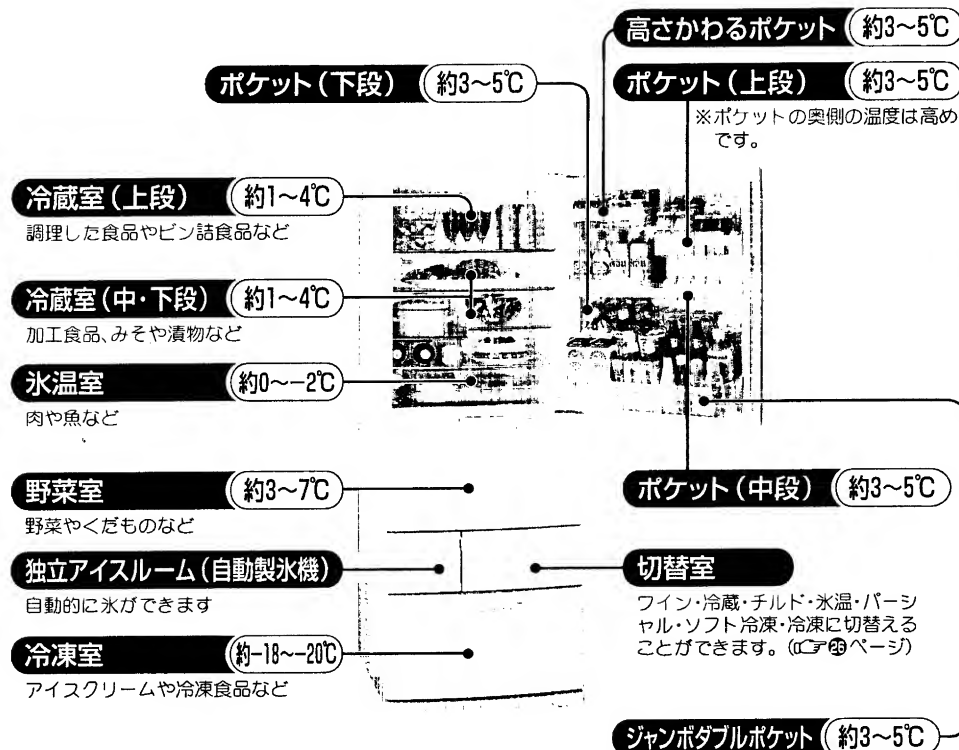 高さかわるポケット 約3〜5℃
ポケット(下段) 約3〜5℃
ポケット(上段) 約3〜5℃
※ポケットの奥側の温度は高め
です。
冷蔵室(上段) 約1〜4℃
調理した食品やビン詰食品など
冷蔵室(中・下段) 約1〜4℃
加工食品、みそや漬物など
氷温室 約0〜−2℃
肉や魚など
野菜室 約3〜7℃
野菜やくだものなど
ポケット(中段) 約3〜5℃
独立アイスルーム(自動製氷機)
自動的に氷ができます
切替室
ワイン・冷蔵・チルド・氷温・パーシ
ャル・ソフト冷凍・冷凍に切替える
ことができます。(ページ)
冷凍室 約−18〜−20℃
アイスクリームや冷凍食品など
ジャンボダブルポケット 約3〜5℃